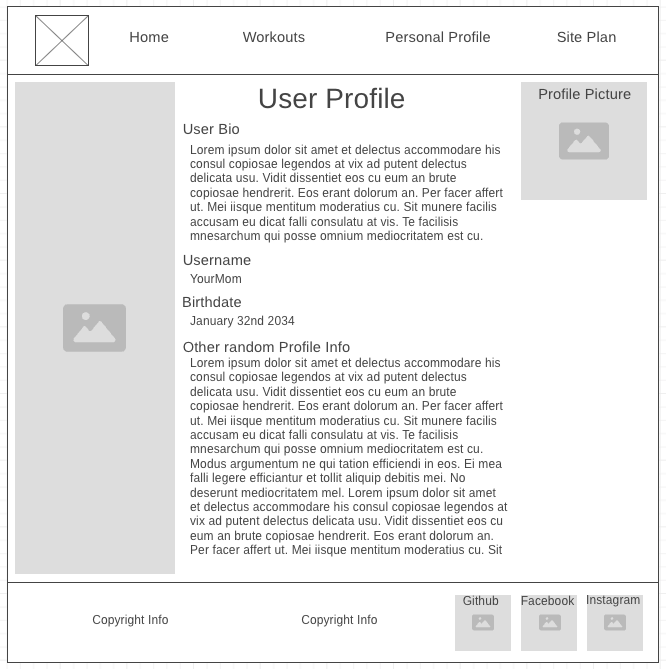 Home
Workouts
Personal Profile
Site Plan
User Profile
Profile Picture
User Bio
Lorem ipsum dolor sit amet et delectus accommodare his
consul copiosae legendos at vix ad putent delectus
delicata usu. Vidit dissentiet eos cu eum an brute
copiosae hendrerit. Eos erant dolorum an. Per facer affert
ut. Mei iisque mentitum moderatius cu. Sit munere facilis
accusam eu dicat falli consulatu at vis. Te facilisis
mnesarchum qui posse omnium mediocritatem est cu.
Username
YourMom
Birthdate
January 32nd 2034
Other random Profile Info
Lorem ipsum dolor sit amet et delectus accommodare his
consul copiosae legendos at vix ad putent delectus
delicata usu. Vidit dissentiet eos cu eum an brute
copiosae hendrerit. Eos erant dolorum an. Per facer affert
ut. Mei iisque mentitum moderatius cu. Sit munere facilis
accusam eu dicat falli consulatu at vis. Te facilisis
mnesarchum qui posse omnium mediocritatem est cu.
Modus argumentum ne qui tation efficiendi in eos. Ei mea
falli legere efficiantur et tollit aliquip debitis mei. No
deserunt mediocritatem mel. Lorem ipsum dolor sit amet
et delectus accommodare his consul copiosae legendos at
vix ad putent delectus delicata usu. Vidit dissentiet eos cu
eum an brute copiosae hendrerit. Eos erant dolorum an.
Per facer affert ut. Mei iisque mentitum moderatius cu. Sit
Copyright Info
Copyright Info
Github
Facebook
Instagram